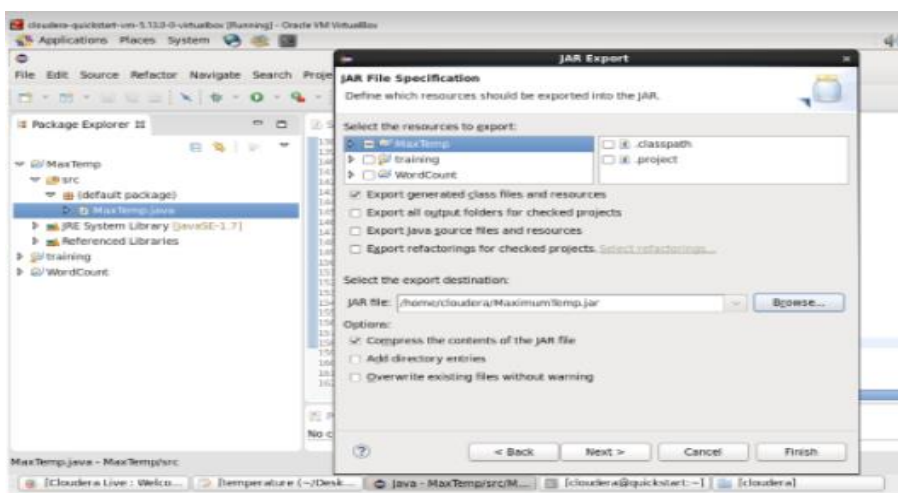 cloudera-quickstart-vm-5.13.0-0-virtualbox [Running] - Oracle VM VirtualBox
Applications Places System
File Edit Source Refactor Navigate Search Proje
Package Explorer
MaxTemp
src
(default package)
MaxTemp.java
JRE System Library [JavaSE-1.7]
Referenced Libraries
training
WordCount
JAR Export
JAR File Specification
Define which resources should be exported into the JAR.
Select the resources to export:
MaxTemp
training
WordCount
.classpath
.project
Export generated class files and resources
Export all output folders for checked projects
Export Java source files and resources
Export refactorings for checked projects. Select refactorings...
Select the export destination:
JAR file: /home/cloudera/MaximumTemp.jar Browse...
Options:
Compress the contents of the JAR file
Add directory entries
Overwrite existing files without warning
No c
? < Back Next > Cancel Finish
MaxTemp.java - MaxTemp/src
[Cloudera Live : Welco... [temperature (~/Desk... Java - MaxTemp/src/M... [cloudera@quickstart:~] [cloudera]